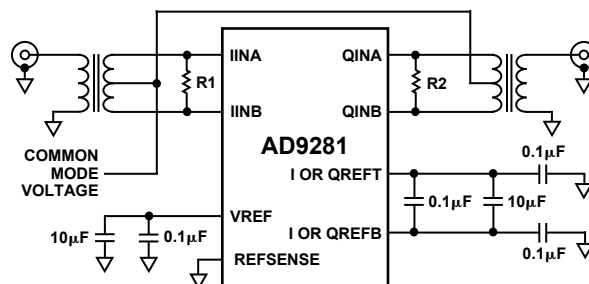 IINA
QINA
R1
R2
IINB
QINB
AD9281
COMMON
MODE
VOLTAGE
I OR QREFT
0.1µF
0.1µF
10µF
VREF
10µF
0.1µF
I OR QREFB
REFSENSE
0.1µF